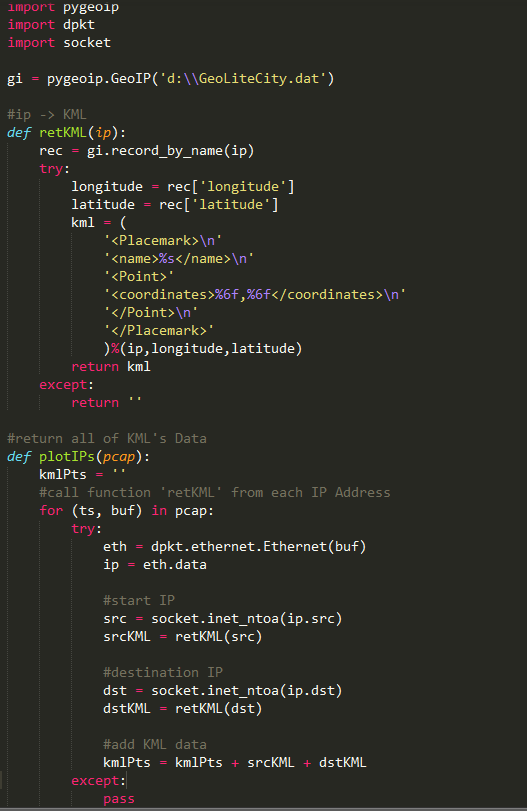 import pygeoip
import dpkt
import socket
gi = pygeoip.GeoIP('d:\\GeoLiteCity.dat')
#ip -> KML
def retKML(ip):
    rec = gi.record_by_name(ip)
    try:
        longitude = rec['longitude']
        latitude = rec['latitude']
        kml = (
            '<Placemark>\n'
            '<name>%s</name>\n'
            '<Point>'
            '<coordinates>%6f,%6f</coordinates>\n'
            '</Point>\n'
            '</Placemark>'
            )%(ip,longitude,latitude)
        return kml
    except:
        return ''
#return all of KML's Data
def plotIPs(pcap):
    kmlPts = ''
    #call function 'retKML' from each IP Address
    for (ts, buf) in pcap:
        try:
            eth = dpkt.ethernet.Ethernet(buf)
            ip = eth.data
            #start IP
            src = socket.inet_ntoa(ip.src)
            srcKML = retKML(src)
            #destination IP
            dst = socket.inet_ntoa(ip.dst)
            dstKML = retKML(dst)
            #add KML data
            kmlPts = kmlPts + srcKML + dstKML
        except:
            pass